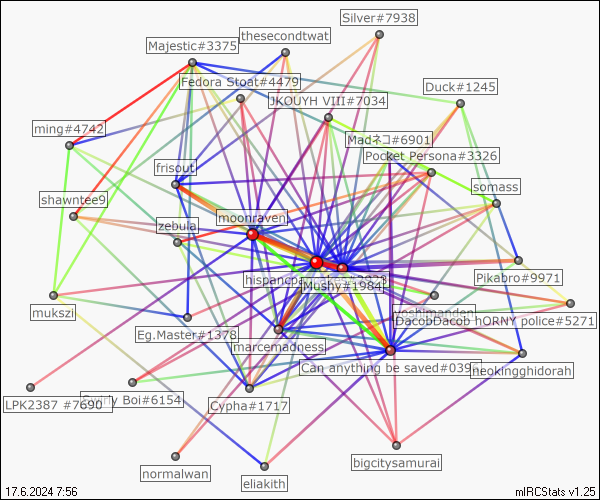 Silver#7938
thesecondtwat
Majestic#3375
Fedora Stoat#4479
Duck#1245
JKOUYH VIII#7034
ming#4742
Madネコ#6901
Pocket Persona#3326
frisout
somass
shawntee9
moonraven
zebula
Pikabro#9971
Mushy#1984
mukszi
yoshimanden
DacobDacob hORNY police#5271
Eg.Master#1378
marcemadness
Can anything be saved#039
neokingghidorah
LPK2387 #7690
Boi#6154
Cypha#1717
bigcitysamurai
normalwan
eliakith
17.6.2024 7:56
mIRCStats v1.25